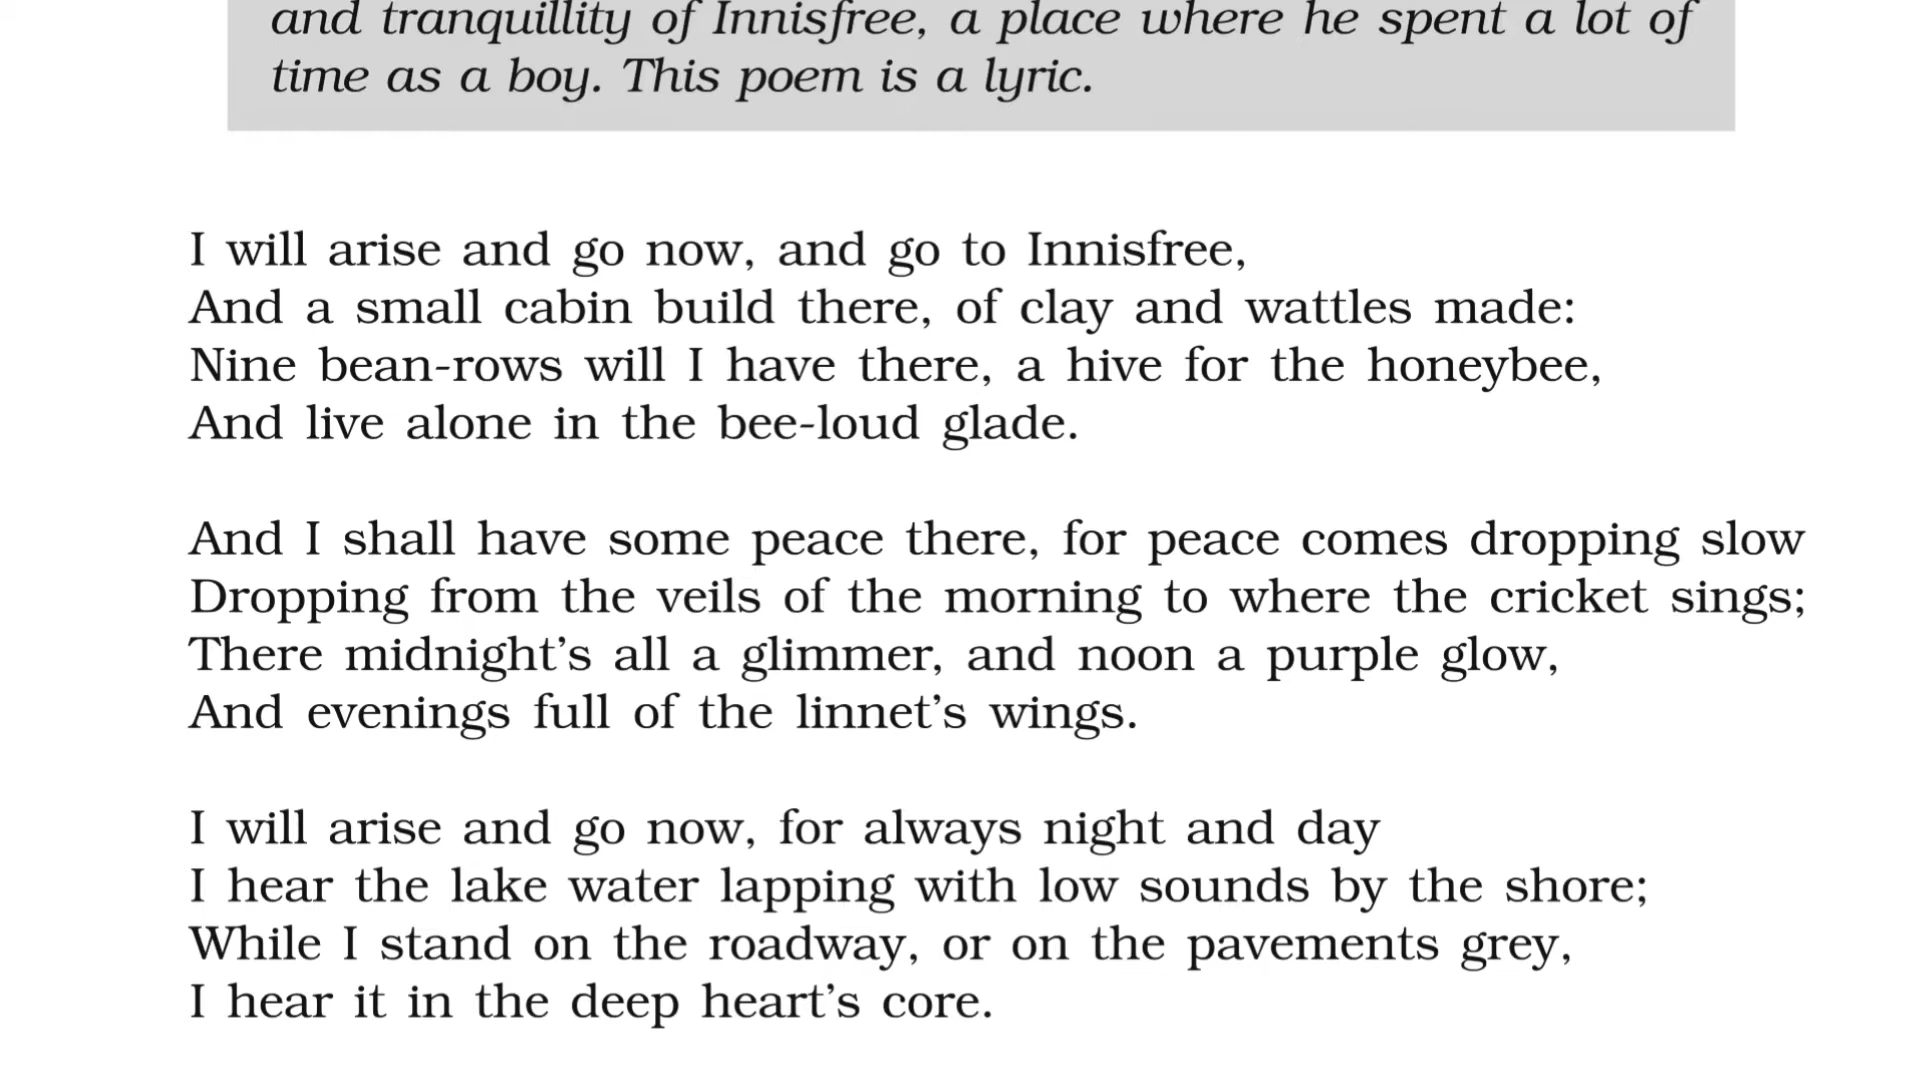 and tranquillity of Innisfree, a place where he spent a lot of
time as a boy. This poem is a lyric.
I will arise and go now, and go to Innisfree,
And a small cabin build there, of clay and wattles made:
Nine bean-rows will I have there, a hive for the honeybee,
And live alone in the bee-loud glade.
And I shall have some peace there, for peace comes dropping slow
Dropping from the veils of the morning to where the cricket sings;
There midnight’s all a glimmer, and noon a purple glow,
And evenings full of the linnet’s wings.
I will arise and go now, for always night and day
I hear the lake water lapping with low sounds by the shore;
While I stand on the roadway, or on the pavements grey,
I hear it in the deep heart’s core.